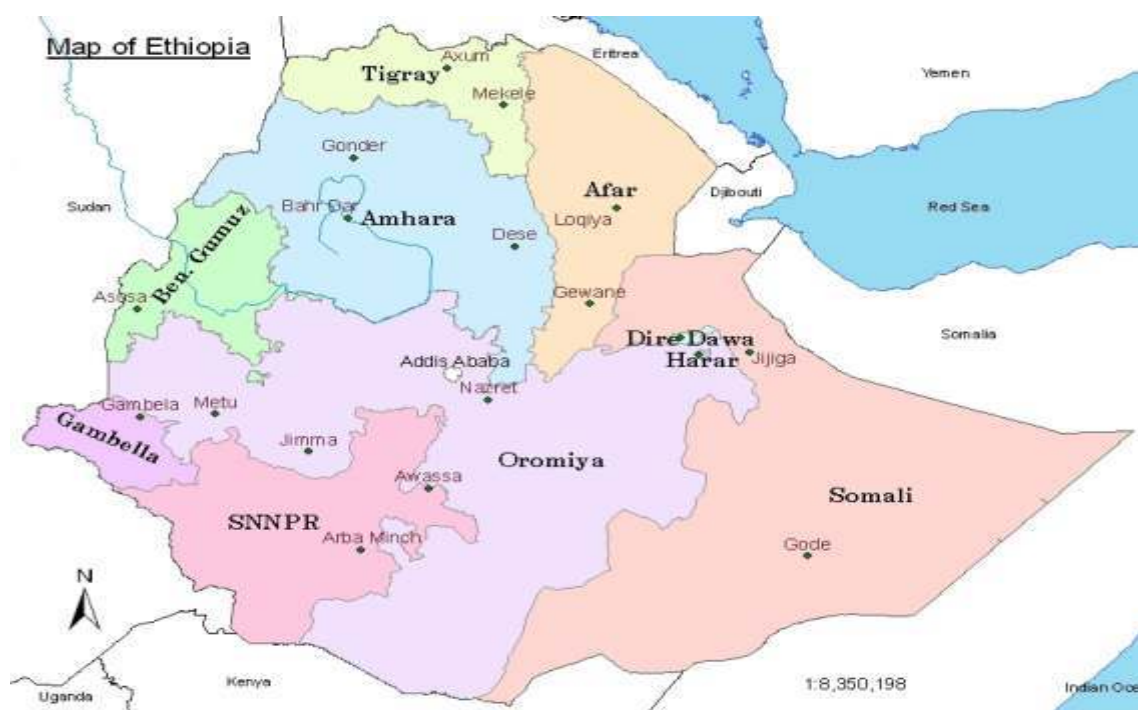 Map of Ethiopia
Axum
Eritrea
Tigray
Yemen
Mekele
Gonder
Afar
Djibouti
Sudan
Bahr Dar
Amhara
Loqiya
Red Sea
Dese
Ben. Gumuz
Asosa
Gewane
Dire Dawa
Somalia
Harar
Jijiga
Addis Ababa
Nazret
Gambela
Metu
Gambella
Jimma
Oromiya
Awassa
Somali
SNNPR
Arba Minch
Gode
N
Kenya
1:8,350,198
Uganda
Indian Oce